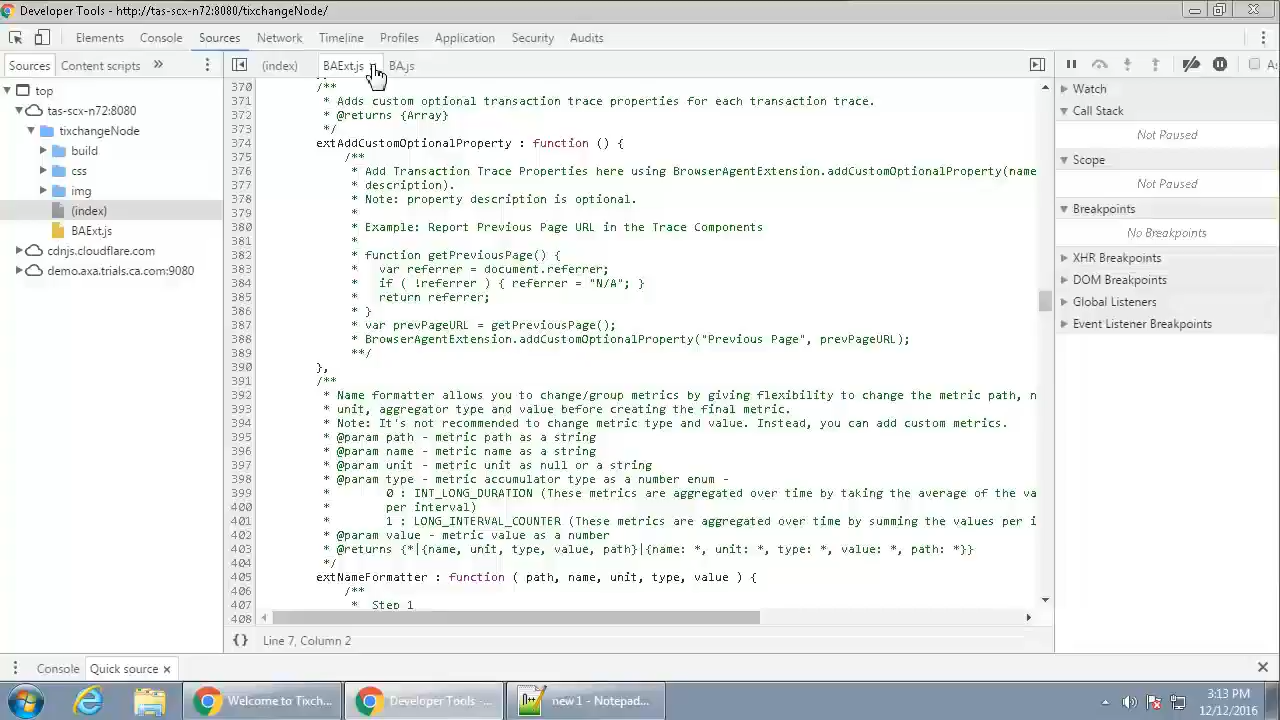 Developer Tools - http://tas-scx-n72:8080/tixchangeNode/
Elements Console Sources Network Timeline Profiles Application Security Audits
Sources Content scripts »
(index) BAExt.js BA.js
top
tas-scx-n72:8080
tixchangeNode
build
css
img
(index)
BAExt.js
cdnjs.cloudflare.com
demo.axa.trials.ca.com:9080
370 /**
371 * Adds custom optional transaction trace properties for each transaction trace.
372 * @returns {Array}
373 */
374 extAddCustomOptionalProperty : function () {
375 /**
376 * Add Transaction Trace Properties here using BrowserAgentExtension.addCustomOptionalProperty(name
377 * description).
378 * Note: property description is optional.
379 *
380 * Example: Report Previous Page URL in the Trace Components
381 *
382 * function getPreviousPage() {
383 * var referrer = document.referrer;
384 * if ( !referrer ) { referrer = "N/A"; }
385 * return referrer;
386 * }
387 * var prevPageURL = getPreviousPage();
388 * BrowserAgentExtension.addCustomOptionalProperty("Previous Page", prevPageURL);
389 **/
390 },
391 /**
392 * Name formatter allows you to change/group metrics by giving flexibility to change the metric path, n
393 * unit, aggregator type and value before creating the final metric.
394 * Note: It's not recommended to change metric type and value. Instead, you can add custom metrics.
395 * @param path - metric path as a string
396 * @param name - metric name as a string
397 * @param unit - metric unit as null or a string
398 * @param type - metric accumulator type as a number enum -
399 * 0 : INT_LONG_DURATION (These metrics are aggregated over time by taking the average of the va
400 * per interval)
401 * 1 : LONG_INTERVAL_COUNTER (These metrics are aggregated over time by summing the values per i
402 * @param value - metric value as a number
403 * @returns {*|{name, unit, type, value, path}|{name: *, unit: *, type: *, value: *, path: *}}
404 */
405 extNameFormatter : function ( path, name, unit, type, value ) {
406 /**
407 * Step 1
408
{} Line 7, Column 2
As
Watch
Call Stack
Not Paused
Scope
Not Paused
Breakpoints
No Breakpoints
XHR Breakpoints
DOM Breakpoints
Global Listeners
Event Listener Breakpoints
Console Quick source ×
Welcome to Tixch... Developer Tools -... new 1 - Notepad...
3:13 PM
12/12/2016